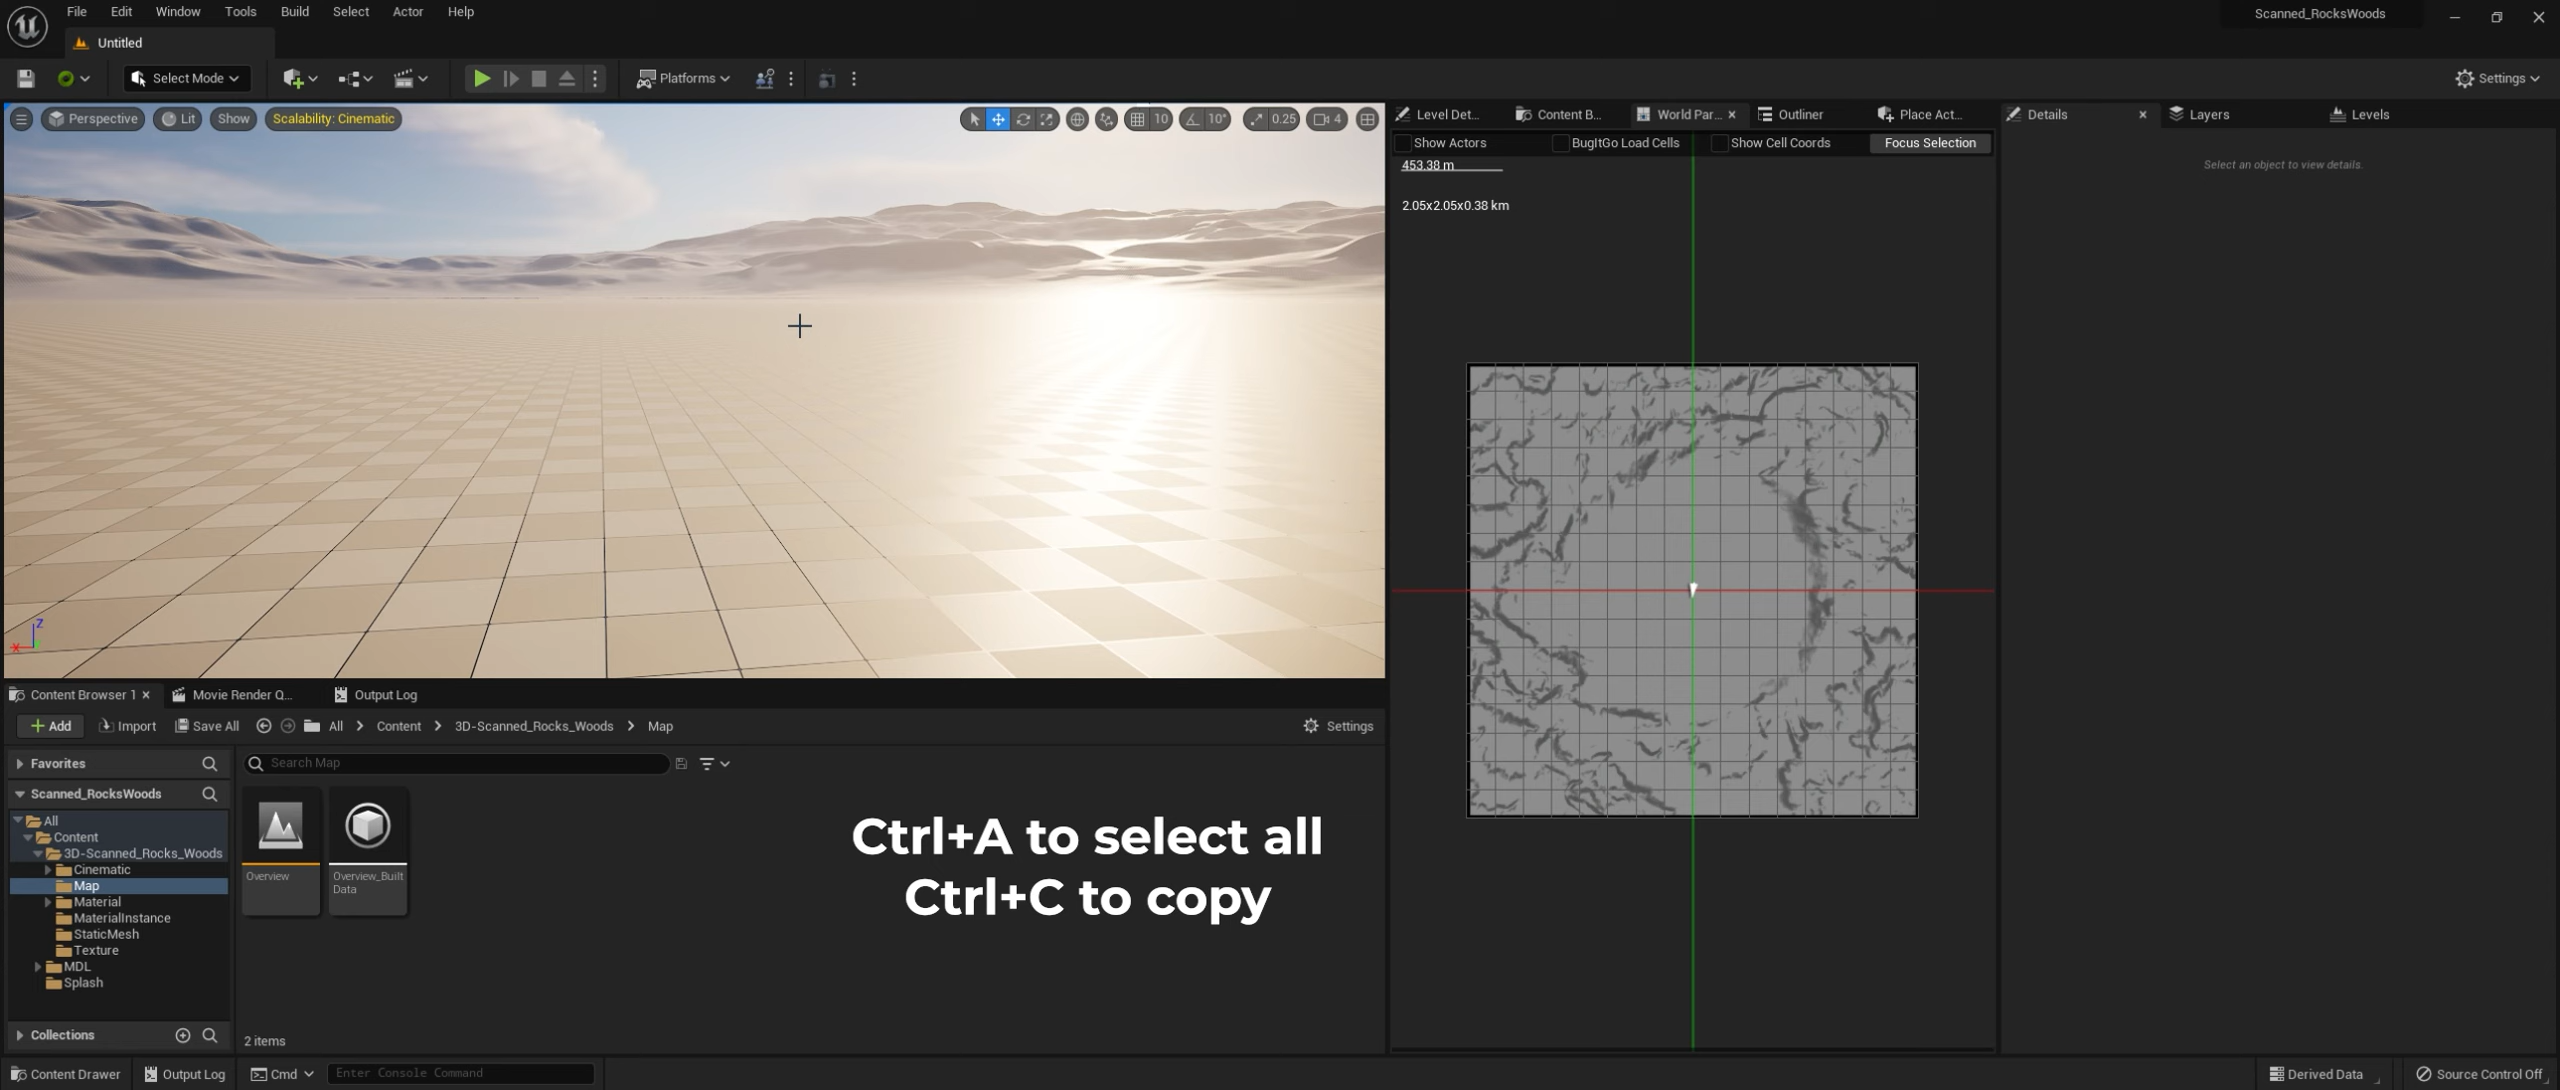 File Edit Window Tools Build Select Actor Help
Scanned_RocksWoods
Untitled
Select Mode
Platforms
Settings
Perspective Lit Show Scalability: Cinematic
10 10° 0.25 4
Level Det... Content B... World Par... Outliner Place Act...
Details Layers Levels
Show Actors BugItGo Load Cells Show Cell Coords Focus Selection
453.38 m
Select an object to view details.
2.05x2.05x0.38 km
Z
X
Content Browser 1 Movie Render Q... Output Log
Add Import Save All All Content 3D-Scanned_Rocks_Woods Map Settings
Favorites
Search Map
Scanned_RocksWoods
All
Content
3D-Scanned_Rocks_Woods
Cinematic
Map
Material
MaterialInstance
StaticMesh
Texture
MDL
Splash
Overview
Overview_Built
Data
Ctrl+A to select all
Ctrl+C to copy
Collections
2 items
Content Drawer Output Log Cmd Enter Console Command
Derived Data Source Control Off